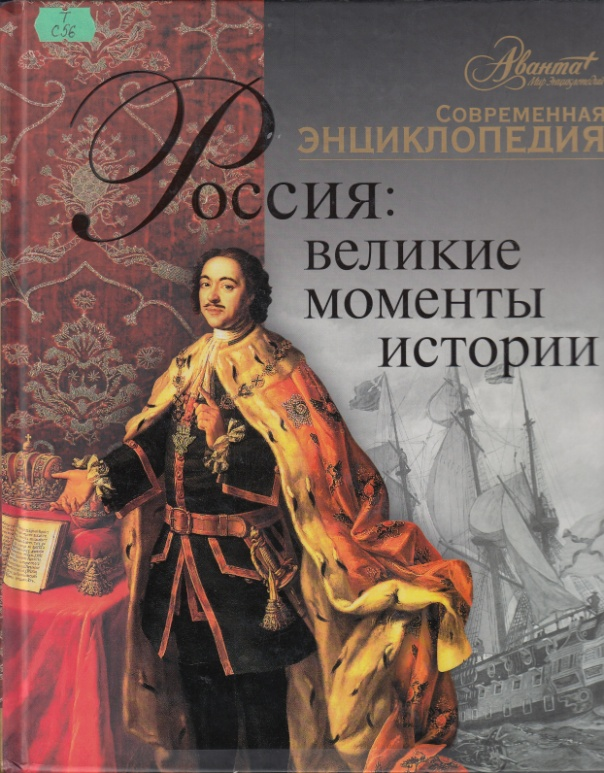 Т
С56
Аванта+
Мир Энциклопедий
Современная
ЭНЦИКЛОПЕДИЯ
Россия:
великие
моменты
истории